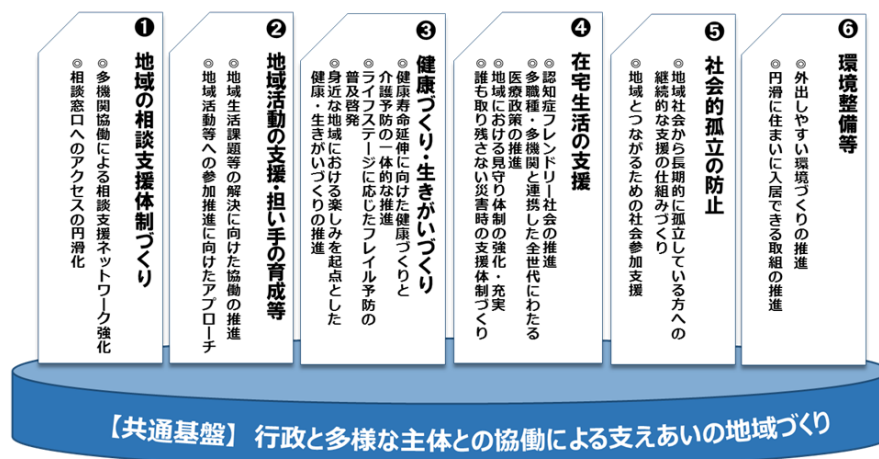 ❶ 地域の相談支援体制づくり
◎多機関協働による相談支援ネットワーク強化
◎相談窓口へのアクセスの円滑化
❷ 地域活動の支援・担い手の育成等
◎地域生活課題等の解決に向けた協働の推進
◎地域活動等への参加推進に向けたアプローチ
❸ 健康づくり・生きがいづくり
◎健康寿命延伸に向けた健康づくりと
介護予防の一体的な推進
◎ライフステージに応じたフレイル予防の
普及啓発
◎身近な地域における楽しみを起点とした
健康・生きがいづくりの推進
❹ 在宅生活の支援
◎認知症フレンドリー社会の推進
◎多職種・多機関と連携した全世代にわたる
医療政策の推進
◎地域における見守り体制の強化・充実
◎誰も取り残さない災害時の支援体制づくり
❺ 社会的孤立の防止
◎地域社会から長期的に孤立している方への
継続的な支援の仕組みづくり
◎地域とつながるための社会参加支援
❻ 環境整備等
◎外出しやすい環境づくりの推進
◎円滑に住まいに入居できる取組の推進
【共通基盤】 行政と多様な主体との協働による支えあいの地域づくり